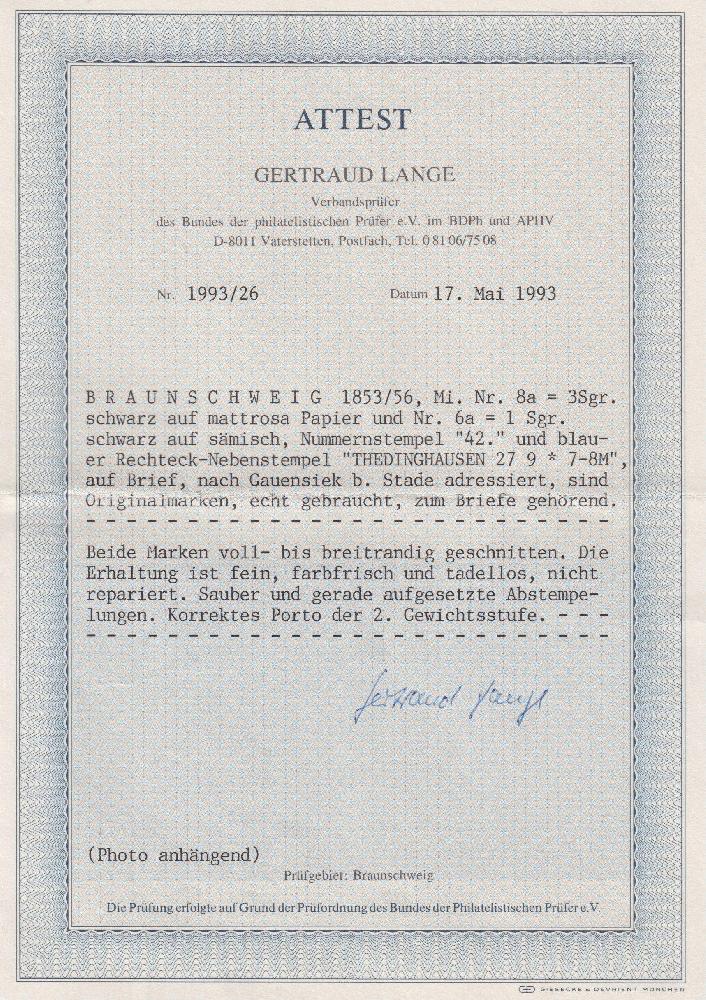 ATTEST
GERTRAUD LANGE
Verbandsprüfer
des Bundes der philatelistischen Prüfer e.V. im BDPh und APHV
D-8011 Vaterstetten, Postfach, Tel. 0 81 06/75 08
Nr. 1993/26 Datum 17. Mai 1993
B R A U N S C H W E I G 1853/56, Mi. Nr. 8a = 3Sgr.
schwarz auf mattrosa Papier und Nr. 6a = 1 Sgr.
schwarz auf sämisch, Nummernstempel "42." und blau-
er Rechteck-Nebenstempel "THEDINGHAUSEN 27 9 * 7-8M",
auf Brief, nach Gauensiek b. Stade adressiert, sind
Originalmarken, echt gebraucht, zum Briefe gehörend.
- - - - - - - - - - - - - - - - - - - - - - - - - -
Beide Marken voll- bis breitrandig geschnitten. Die
Erhaltung ist fein, farbfrisch und tadellos, nicht
repariert. Sauber und gerade aufgesetzte Abstempe-
lungen. Korrektes Porto der 2. Gewichtsstufe. - - -
- - - - - - - - - - - - - - - - - - - - - - - - - -
Gertraud Lange
(Photo anhängend)
Prüfgebiet: Braunschweig
Die Prüfung erfolgte auf Grund der Prüfordnung des Bundes der Philatelistischen Prüfer e.V.
GIESECKE & DEVRIENT MÜNCHEN